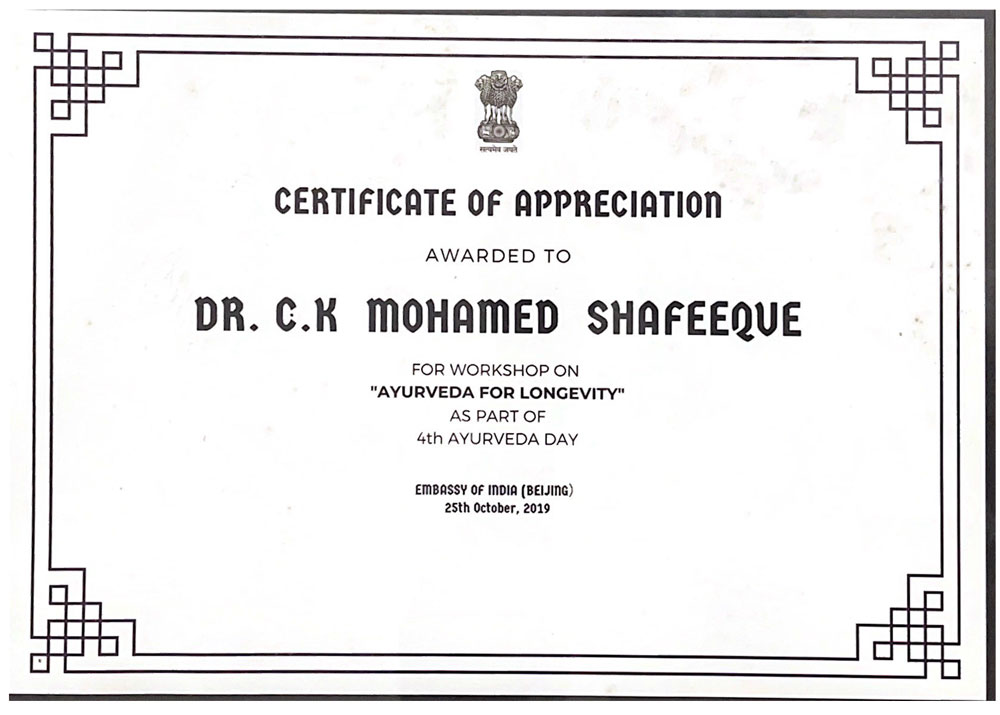 सत्यमेव जयते
CERTIFICATE OF APPRECIATION
AWARDED TO
DR. C.K MOHAMED SHAFEEQUE
FOR WORKSHOP ON
"AYURVEDA FOR LONGEVITY"
AS PART OF
4th AYURVEDA DAY
EMBASSY OF INDIA (BEIJING)
25th October, 2019